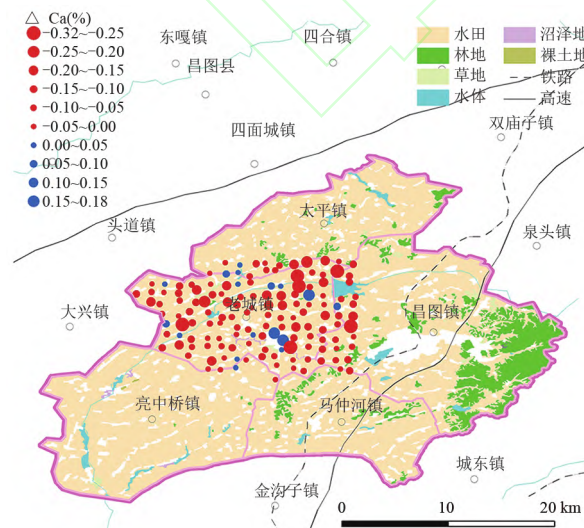 △ Ca(%)
−0.32~−0.25
−0.25~−0.20
−0.20~−0.15
−0.15~−0.10
−0.10~−0.05
−0.05~0.00
0.00~0.05
0.05~0.10
0.10~0.15
0.15~0.18
水田
林地
草地
水体
沼泽地
裸土地
铁路
高速
东嘎镇
四合镇
昌图县
四面城镇
双庙子镇
头道镇
太平镇
泉头镇
大兴镇
老城镇
昌图镇
亮中桥镇
马仲河镇
城东镇
金沟子镇
0 10 20 km